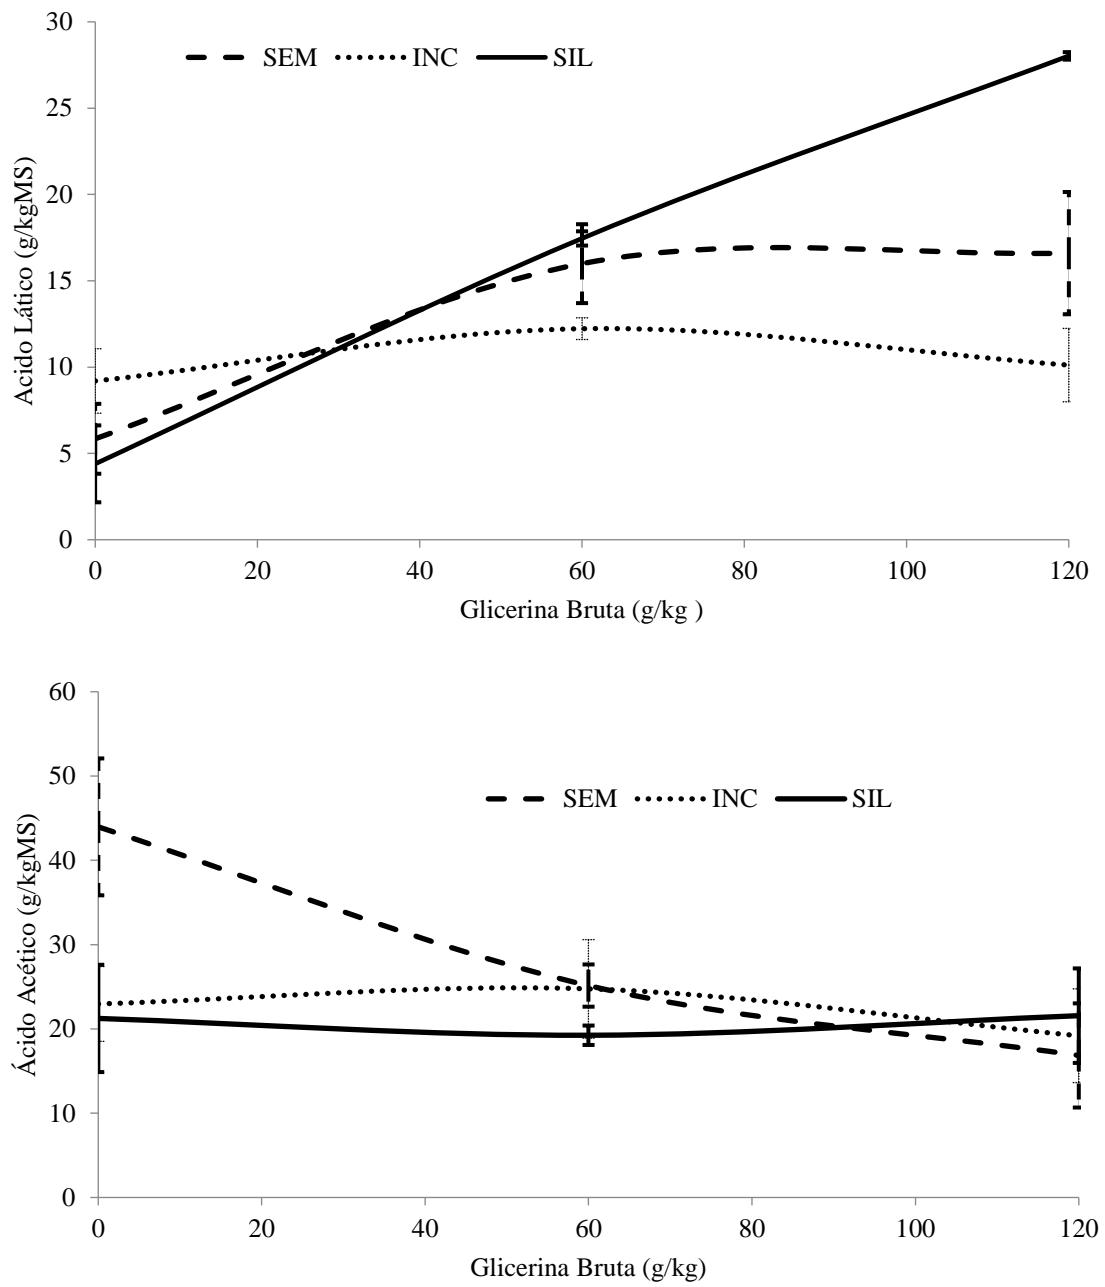 30
SEM INC SIL
25
20
15
10
5
0
Acido Lático (g/kgMS)
0 20 40 60 80 100 120
Glicerina Bruta (g/kg )
60
50
SEM INC SIL
40
30
20
10
0
Ácido Acético (g/kgMS)
0 20 40 60 80 100 120
Glicerina Bruta (g/kg)